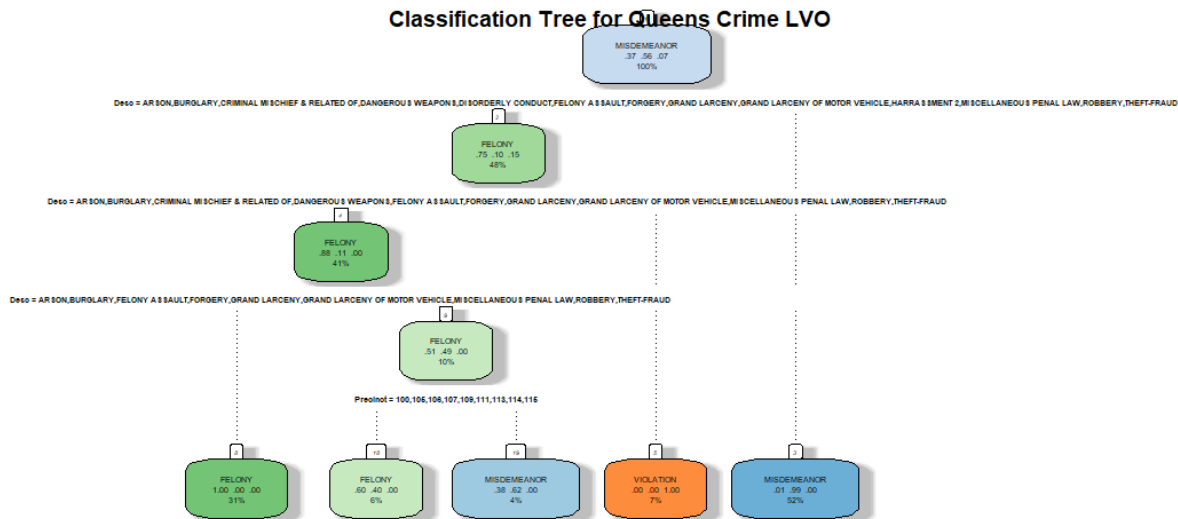 Classification Tree for Queens Crime LVO
MISDEMEANOR
.37 .56 .07
100%
Desc = ARSON,BURGLARY,CRIMINAL MISCHIEF & RELATED OF,DANGEROUS WEAPONS,DISORDERLY CONDUCT,FELONY ASSAULT,FORGERY,GRAND LARCENY,GRAND LARCENY OF MOTOR VEHICLE,HARRASSMENT 2,MISCELLANEOUS PENAL LAW,ROBBERY,THEFT-FRAUD
2
FELONY
.75 .10 .15
48%
Desc = ARSON,BURGLARY,CRIMINAL MISCHIEF & RELATED OF,DANGEROUS WEAPONS,FELONY ASSAULT,FORGERY,GRAND LARCENY,GRAND LARCENY OF MOTOR VEHICLE,MISCELLANEOUS PENAL LAW,ROBBERY,THEFT-FRAUD
4
FELONY
.88 .11 .00
41%
Desc = ARSON,BURGLARY,FELONY ASSAULT,FORGERY,GRAND LARCENY,GRAND LARCENY OF MOTOR VEHICLE,MISCELLANEOUS PENAL LAW,ROBBERY,THEFT-FRAUD
9
FELONY
.51 .49 .00
10%
Precinct = 100,105,106,107,109,111,113,114,115
8
FELONY
1.00 .00 .00
31%
18
FELONY
.60 .40 .00
6%
19
MISDEMEANOR
.38 .62 .00
4%
5
VIOLATION
.00 .00 1.00
7%
3
MISDEMEANOR
.01 .99 .00
52%